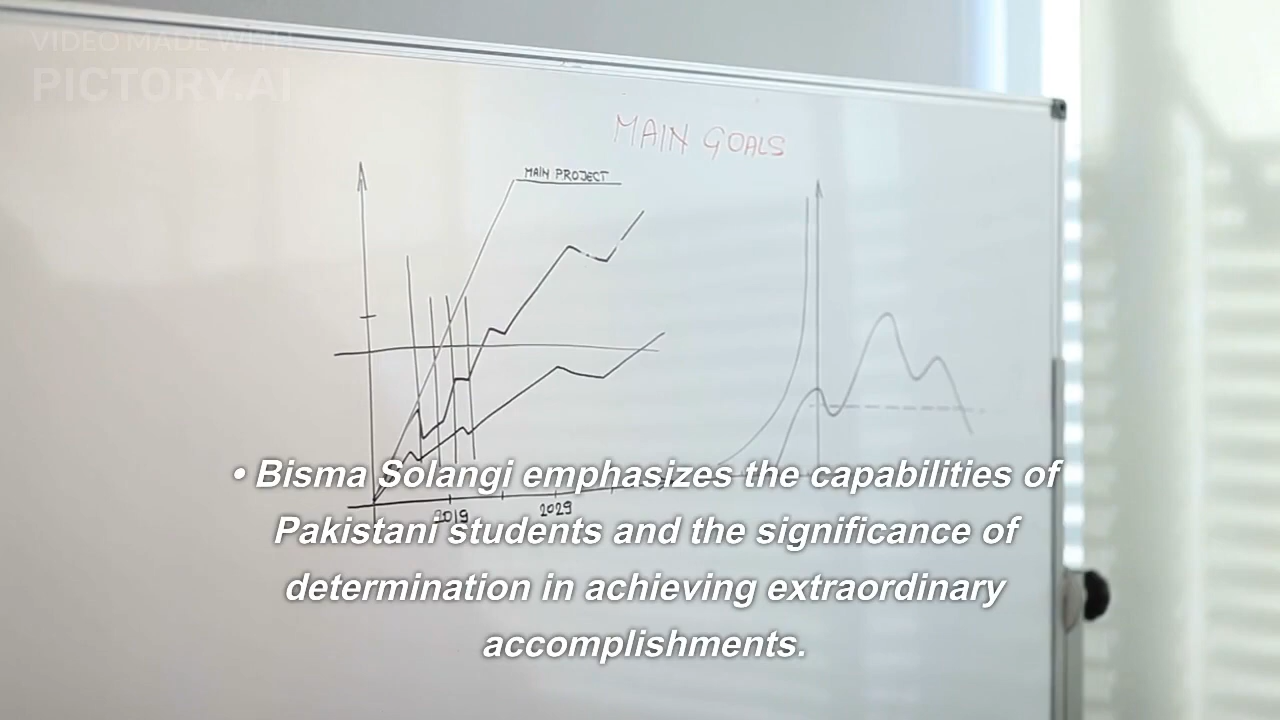 VIDEO MADE WITH
PICTORY.AI
MAIN GOALS
MAIN PROJECT
2019
2029
• Bisma Solangi emphasizes the capabilities of
Pakistani students and the significance of
determination in achieving extraordinary
accomplishments.